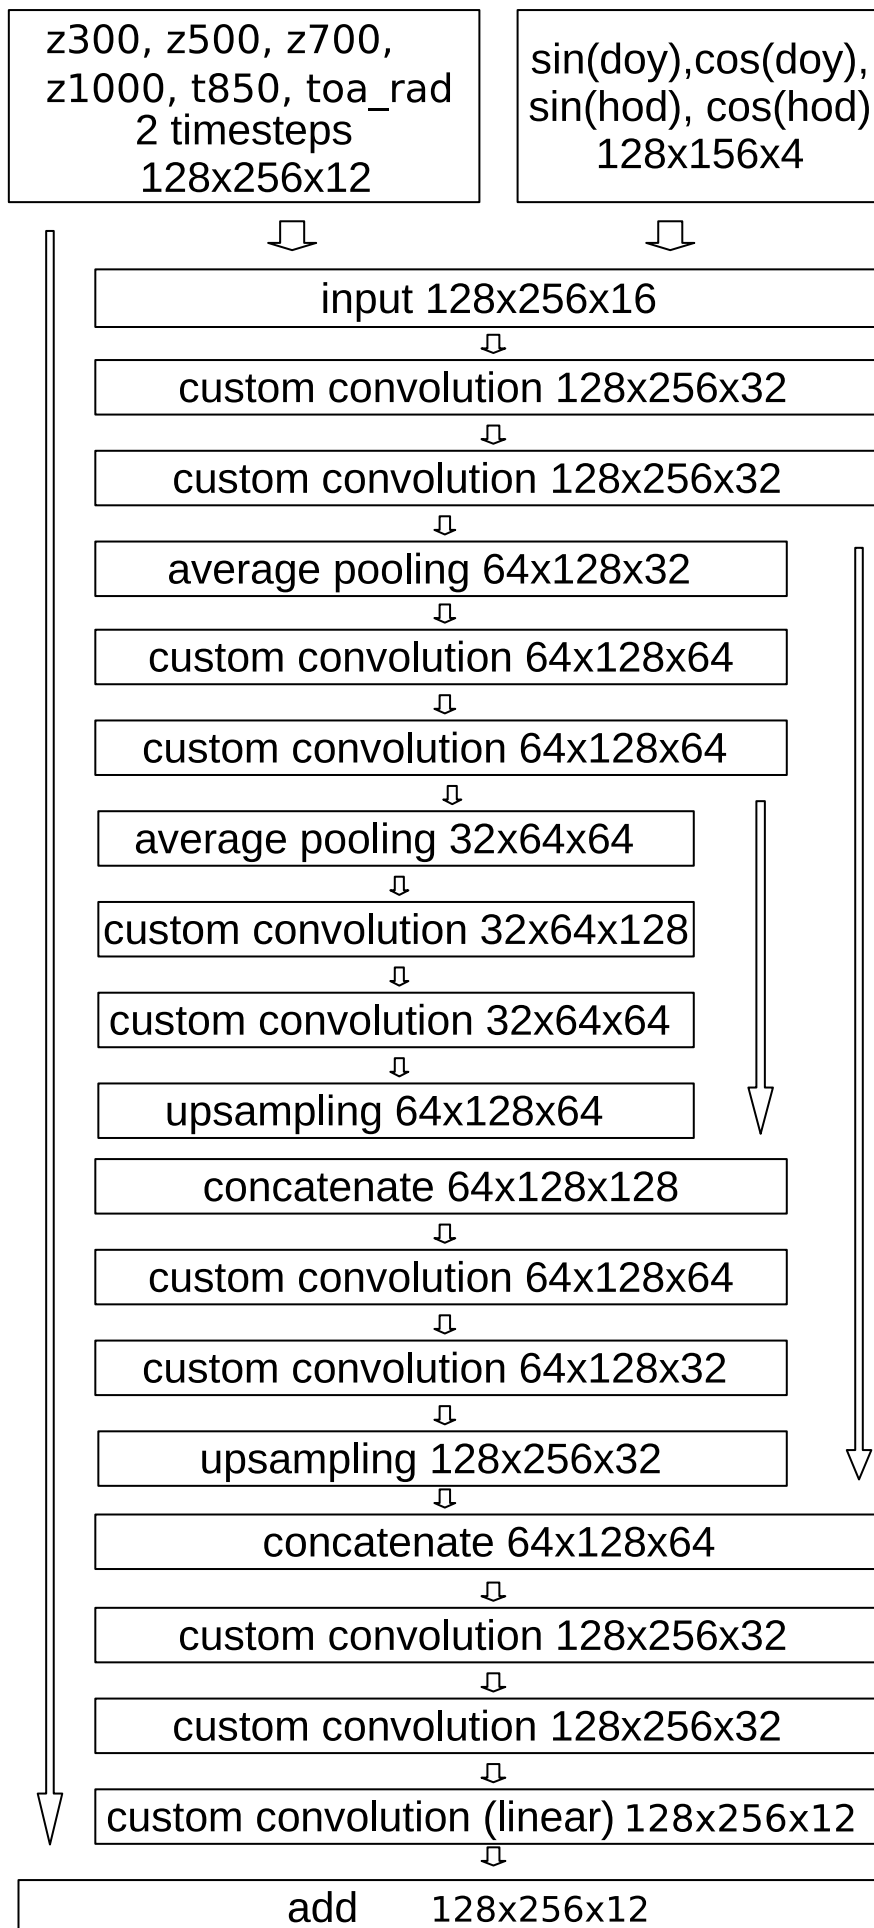 z300, z500, z700,
z1000, t850, toa_rad
2 timesteps
128x256x12
sin(doy),cos(doy),
sin(hod), cos(hod)
128x156x4
input 128x256x16
custom convolution 128x256x32
custom convolution 128x256x32
average pooling 64x128x32
custom convolution 64x128x64
custom convolution 64x128x64
average pooling 32x64x64
custom convolution 32x64x128
custom convolution 32x64x64
upsampling 64x128x64
concatenate 64x128x128
custom convolution 64x128x64
custom convolution 64x128x32
upsampling 128x256x32
concatenate 64x128x64
custom convolution 128x256x32
custom convolution 128x256x32
custom convolution (linear) 128x256x12
add 128x256x12